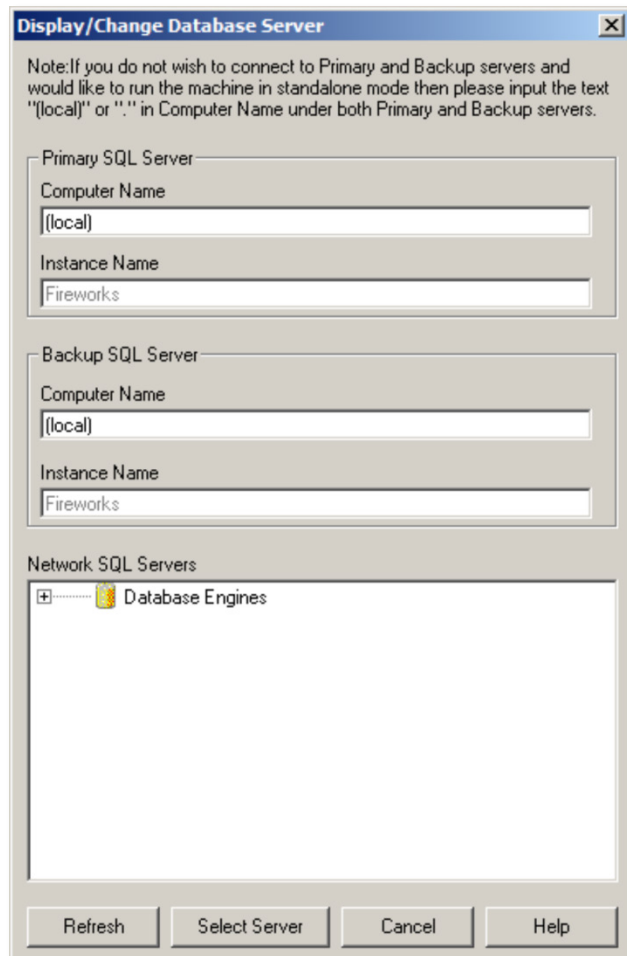 Display/Change Database Server
Note:If you do not wish to connect to Primary and Backup servers and
would like to run the machine in standalone mode then please input the text
"(local)" or "." in Computer Name under both Primary and Backup servers.
Primary SQL Server
Computer Name
(local)
Instance Name
Fireworks
Backup SQL Server
Computer Name
(local)
Instance Name
Fireworks
Network SQL Servers
Database Engines
Refresh Select Server Cancel Help